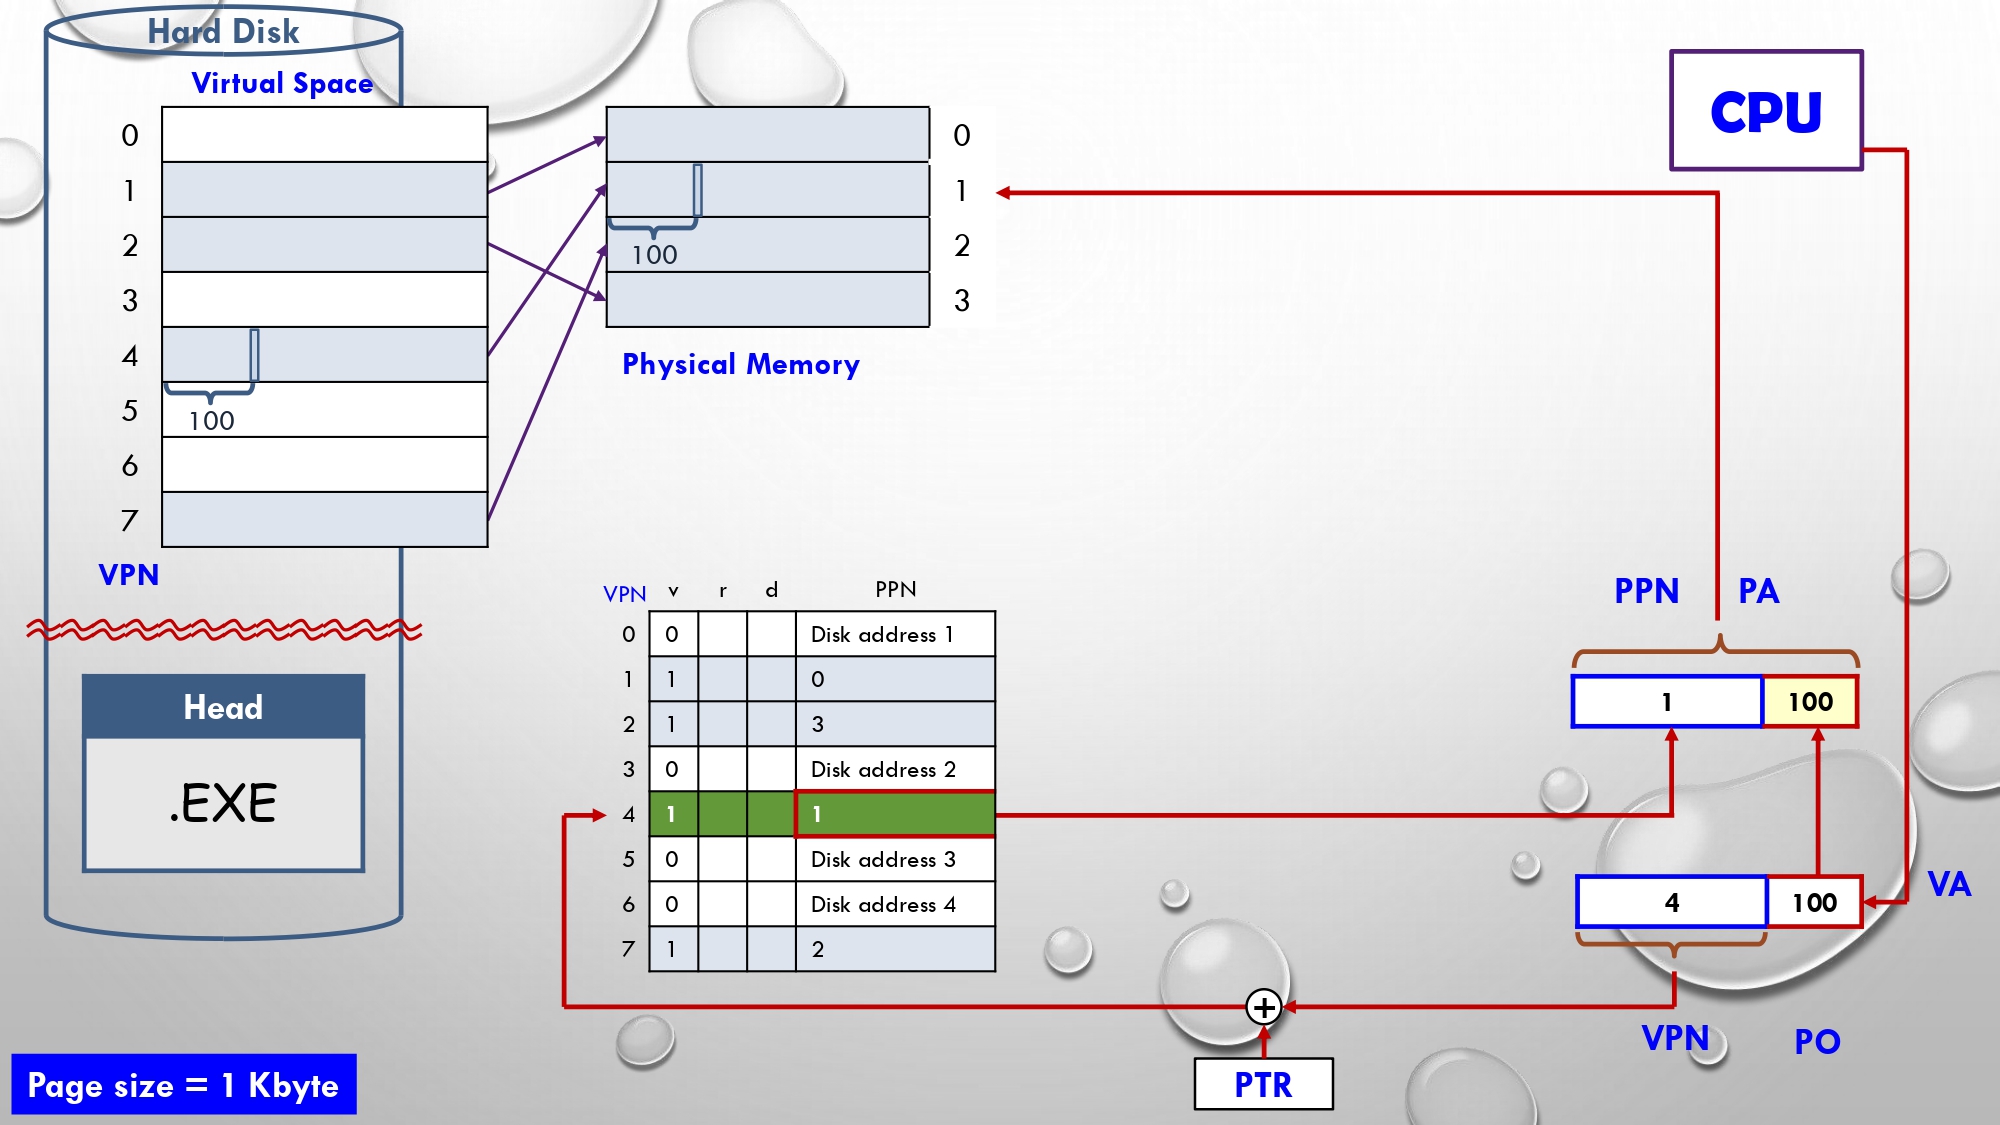 Hard Disk
Virtual Space
0
1
2
3
4
5
6
7
100
VPN
Head
.EXE
Page size = 1 Kbyte
0
1
2
3
100
Physical Memory
CPU
VPN v r d PPN
0 0 Disk address 1
1 1 0
2 1 3
3 0 Disk address 2
4 1 1
5 0 Disk address 3
6 0 Disk address 4
7 1 2
PPN PA
1 100
4 100 VA
VPN PO
+
PTR